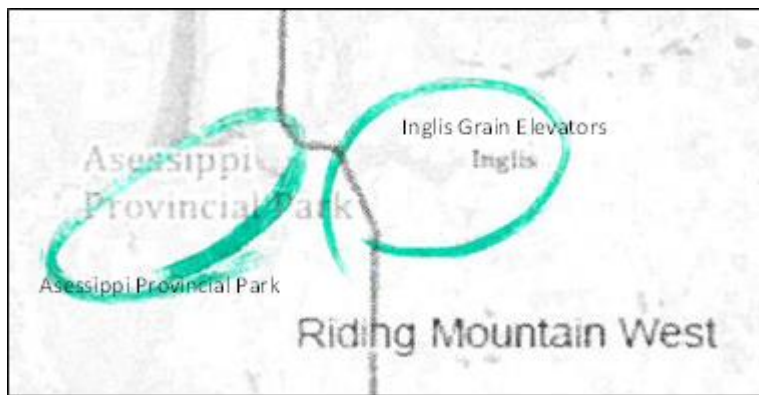 Inglis Grain Elevators
Asessippi
Provincial Park
Inglis
Asessippi Provincial Park
Riding Mountain West